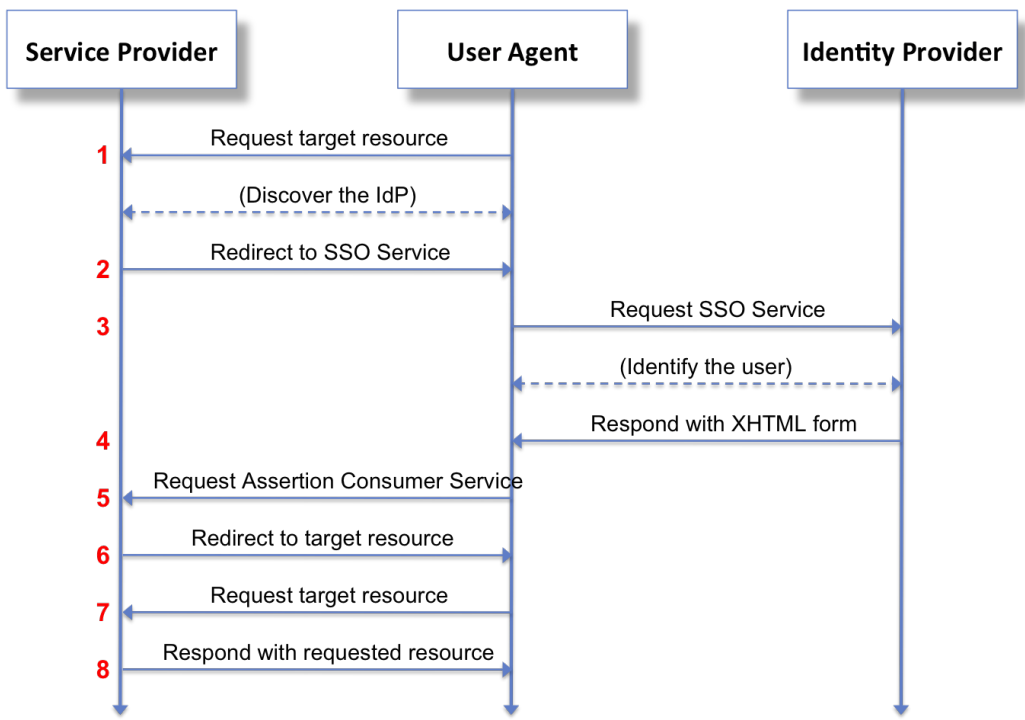 Service Provider
User Agent
Identity Provider
Request target resource
1
(Discover the IdP)
Redirect to SSO Service
2
Request SSO Service
3
(Identify the user)
Respond with XHTML form
4
Request Assertion Consumer Service
5
Redirect to target resource
6
Request target resource
7
Respond with requested resource
8